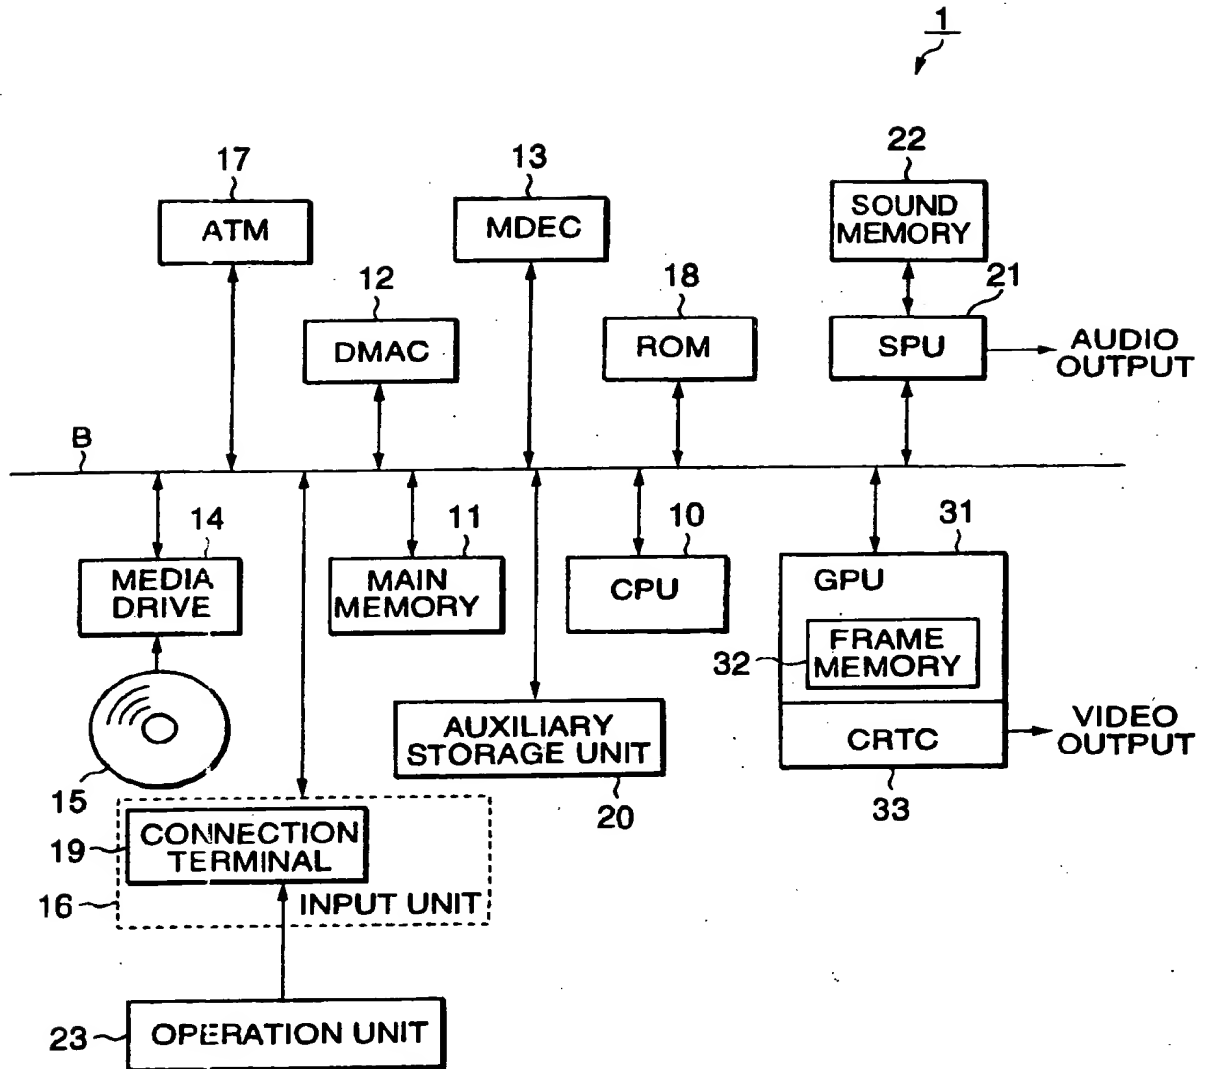 1
17
ATM
13
MDEC
22
SOUND
MEMORY
12
DMAC
18
ROM
21
SPU
AUDIO
OUTPUT
B
14
MEDIA
DRIVE
11
MAIN
MEMORY
10
CPU
31
GPU
32
FRAME
MEMORY
CRTC
33
VIDEO
OUTPUT
15
AUXILIARY
STORAGE UNIT
20
19
CONNECTION
TERMINAL
16
INPUT UNIT
23
OPERATION UNIT